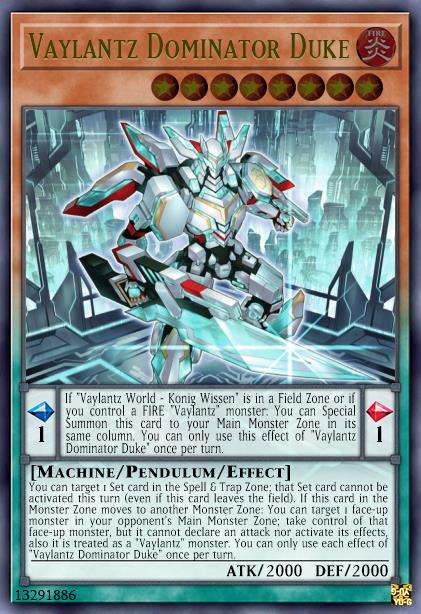 Vaylantz Dominator Duke
FIRE
炎
If "Vaylantz World - Konig Wissen" is in a Field Zone or if
you control a FIRE "Vaylantz" monster: You can Special
Summon this card to your Main Monster Zone in its
same column. You can only use this effect of "Vaylantz
Dominator Duke" once per turn.
1
1
[Machine/Pendulum/Effect]
You can target 1 Set card in the Spell & Trap Zone; that Set card cannot be
activated this turn (even if this card leaves the field). If this card in the
Monster Zone moves to another Monster Zone: You can target 1 face-up
monster in your opponent's Main Monster Zone; take control of that
face-up monster, but it cannot declare an attack nor activate its effects,
also it is treated as a "Vaylantz" monster. You can only use each effect of
"Vaylantz Dominator Duke" once per turn.
ATK/2000 DEF/2000
13291886